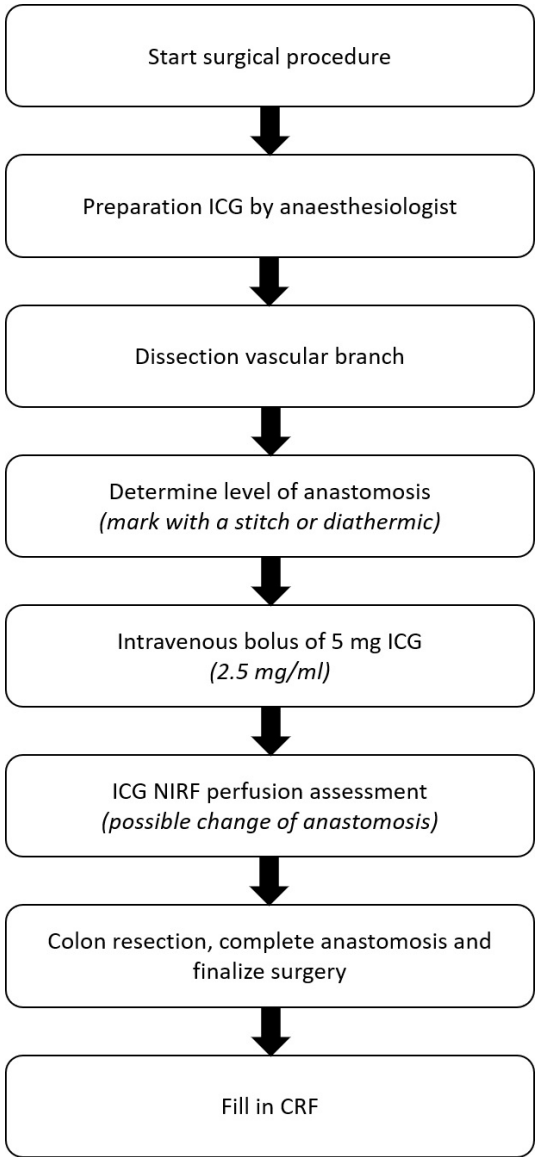 Start surgical procedure
Preparation ICG by anaesthesiologist
Dissection vascular branch
Determine level of anastomosis
(mark with a stitch or diathermic)
Intravenous bolus of 5 mg ICG
(2.5 mg/ml)
ICG NIRF perfusion assessment
(possible change of anastomosis)
Colon resection, complete anastomosis and
finalize surgery
Fill in CRF